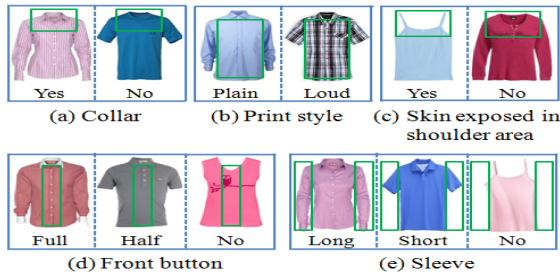 Yes No Plain Loud Yes No
(a) Collar (b) Print style (c) Skin exposed in
shoulder area
Full Half No Long Short No
(d) Front button (e) Sleeve